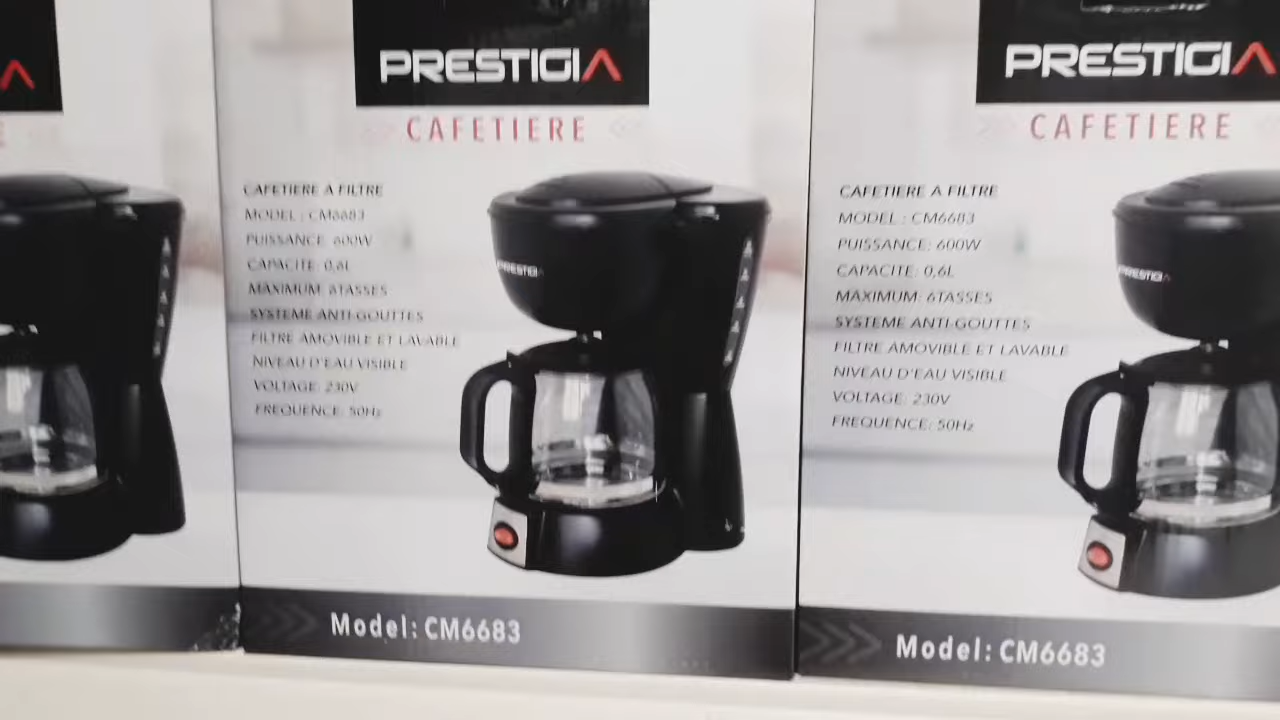 PRESTIGIA
CAFETIERE
CAFETIERE A FILTRE
MODEL : CM6683
PUISSANCE: 600W
CAPACITE: 0,6L
MAXIMUM: 6TASSES
SYSTEME ANTI-GOUTTES
FILTRE AMOVIBLE ET LAVABLE
NIVEAU D'EAU VISIBLE
VOLTAGE: 230V
FREQUENCE: 50Hz
PRESTIGIA
Model: CM6683
PRESTIGIA
CAFETIERE
CAFETIERE A FILTRE
MODEL : CM6683
PUISSANCE: 600W
CAPACITE: 0,6L
MAXIMUM: 6TASSES
SYSTEME ANTI-GOUTTES
FILTRE AMOVIBLE ET LAVABLE
NIVEAU D'EAU VISIBLE
VOLTAGE: 230V
FREQUENCE: 50Hz
PRESTIGIA
Model: CM6683